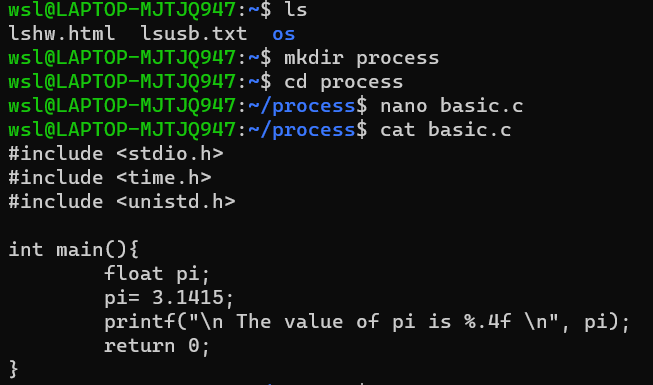 wsl@LAPTOP-MJTJQ947:~$ ls
lshw.html  lsusb.txt  os
wsl@LAPTOP-MJTJQ947:~$ mkdir process
wsl@LAPTOP-MJTJQ947:~$ cd process
wsl@LAPTOP-MJTJQ947:~/process$ nano basic.c
wsl@LAPTOP-MJTJQ947:~/process$ cat basic.c
#include <stdio.h>
#include <time.h>
#include <unistd.h>

int main(){
        float pi;
        pi= 3.1415;
        printf("\n The value of pi is %.4f \n", pi);
        return 0;
}